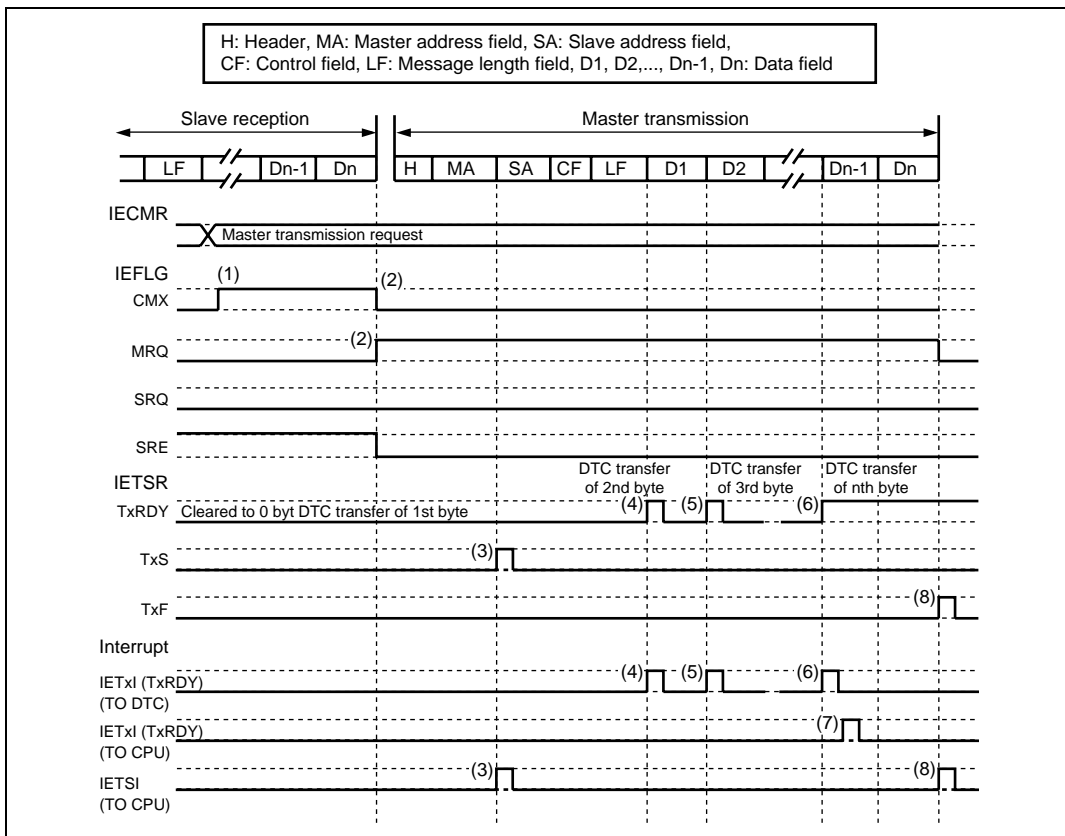 H: Header, MA: Master address field, SA: Slave address field,
CF: Control field, LF: Message length field, D1, D2,..., Dn-1, Dn: Data field
Slave reception Master transmission
LF Dn-1 Dn H MA SA CF LF D1 D2 Dn-1 Dn
IECMR
Master transmission request
IEFLG (1) (2)
CMX
MRQ (2)
SRQ
SRE
DTC transfer DTC transfer DTC transfer
IETSR of 2nd byte of 3rd byte of nth byte
TxRDY Cleared to 0 byt DTC transfer of 1st byte (4) (5) (6)
TxS (3)
TxF (8)
Interrupt
IETxI (TxRDY) (4) (5) (6)
(TO DTC)
IETxI (TxRDY) (7)
(TO CPU)
IETSI (3) (8)
(TO CPU)